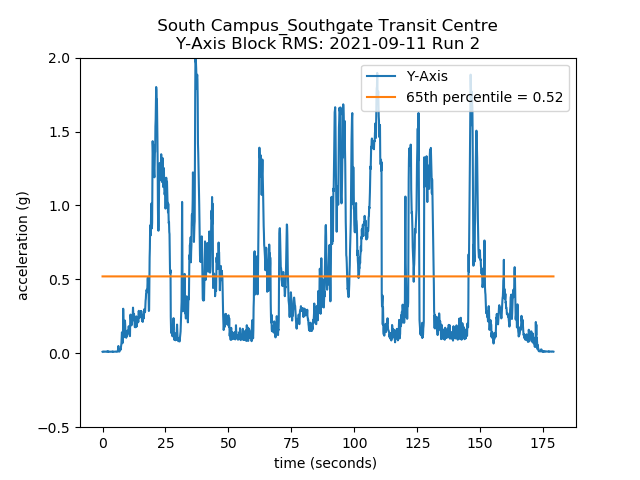 South Campus_Southgate Transit Centre
Y-Axis Block RMS: 2021-09-11 Run 2
Y-Axis
65th percentile = 0.52
acceleration (g)
2.0
1.5
1.0
0.5
0.0
−0.5
0 25 50 75 100 125 150 175
time (seconds)